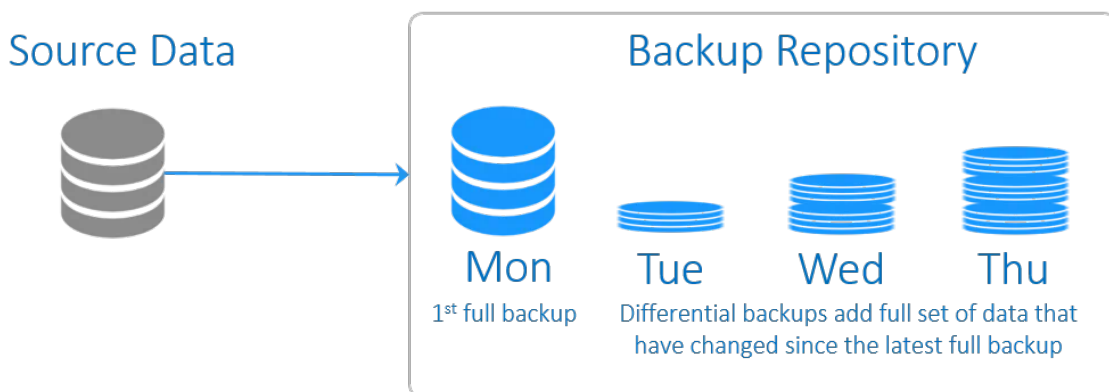 Source Data
Backup Repository
Mon
Tue
Wed
Thu
1st full backup
Differential backups add full set of data that
have changed since the latest full backup